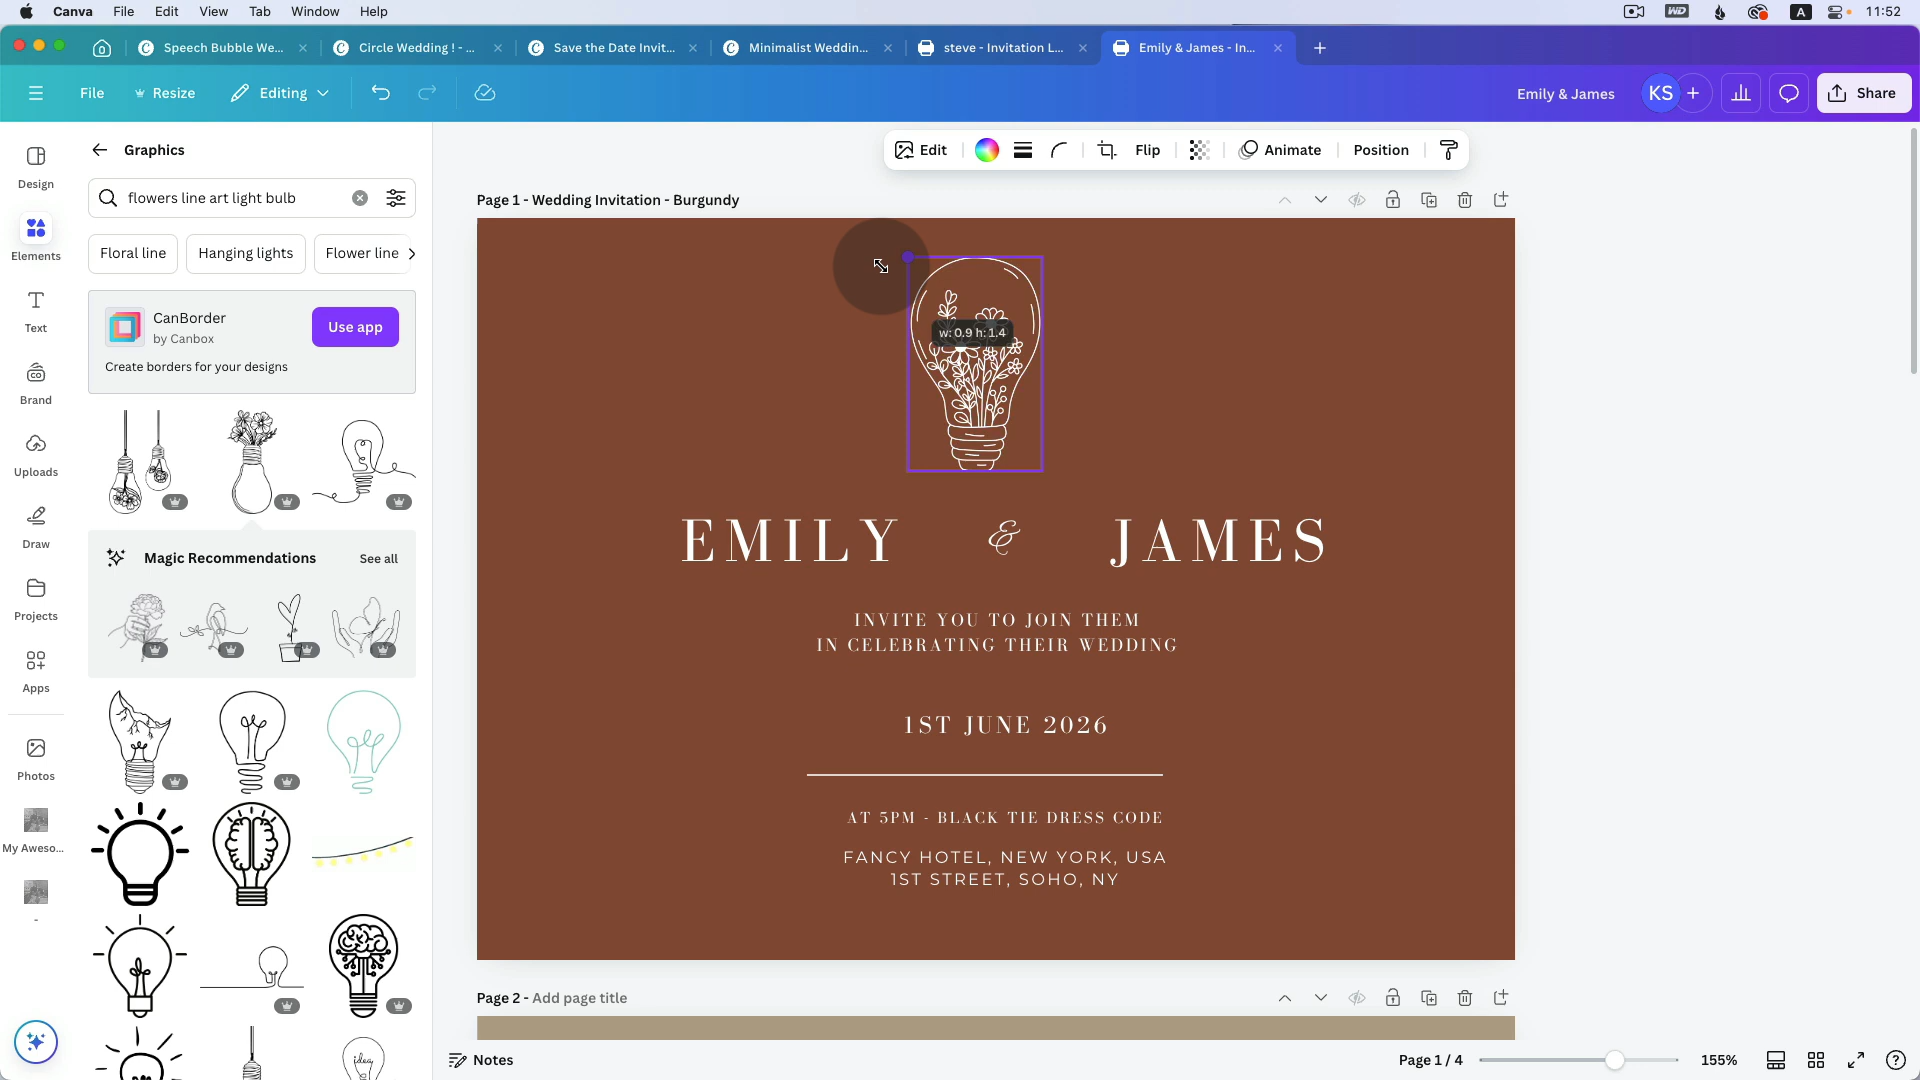 Canva File Edit View Tab Window Help
WD A 11:52
Speech Bubble We... Circle Wedding ! - ... Save the Date Invit... Minimalist Weddin... steve - Invitation L... Emily & James - In...
File Resize Editing Emily & James KS Share
Graphics
Edit Flip Animate Position
Design
flowers line art light bulb
Page 1 - Wedding Invitation - Burgundy
Elements
Floral line Hanging lights Flower line
Text
CanBorder
by Canbox
Use app
Create borders for your designs
w: 0.9 h: 1.4
Brand
Uploads
Draw
Magic Recommendations See all
EMILY & JAMES
Projects
INVITE YOU TO JOIN THEM
IN CELEBRATING THEIR WEDDING
Apps
1ST JUNE 2026
Photos
AT 5PM - BLACK TIE DRESS CODE
My Aweso...
FANCY HOTEL, NEW YORK, USA
1ST STREET, SOHO, NY
-
Page 2 - Add page title
idea
Notes Page 1 / 4 155%